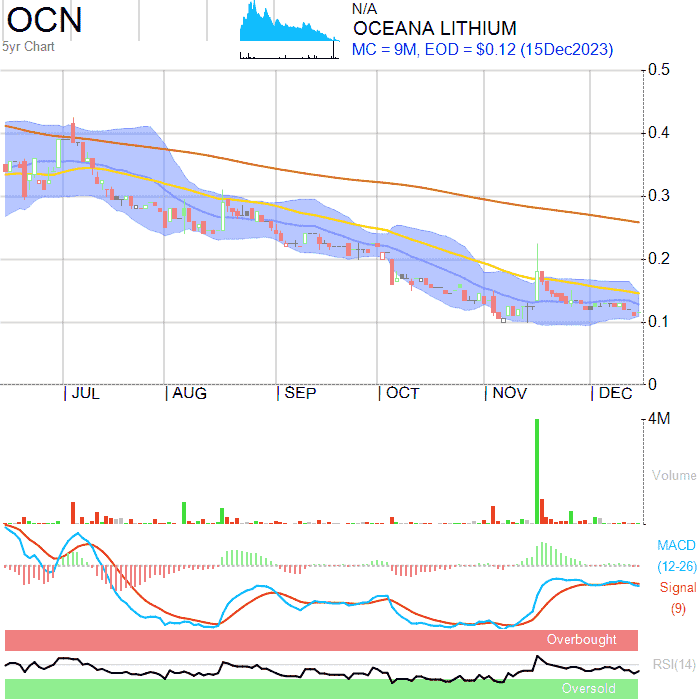 OCN
5yr Chart
N/A
OCEANA LITHIUM
MC = 9M, EOD = $0.12 (15Dec2023)
0.5
0.4
0.3
0.2
0.1
0
JUL AUG SEP OCT NOV DEC
4M
Volume
MACD
(12-26)
Signal
(9)
Overbought
RSI(14)
Oversold